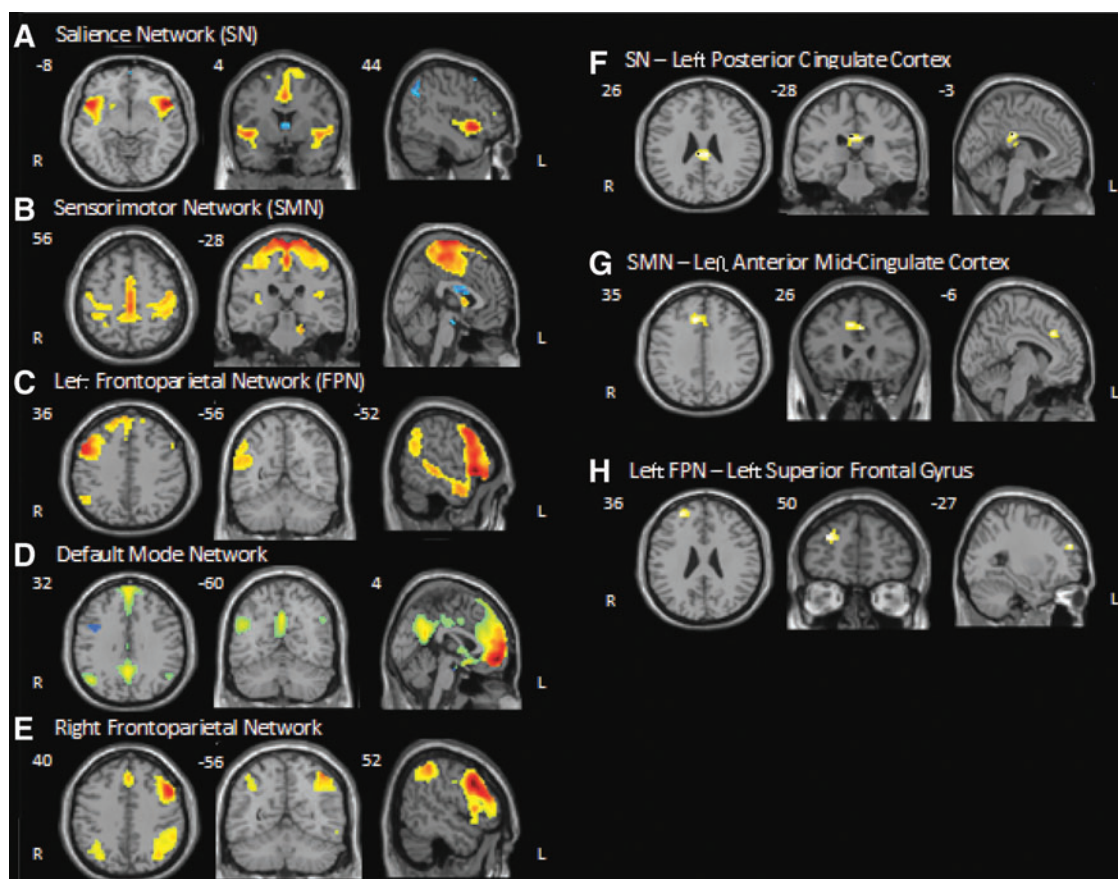 A Salience Network (SN)
-8 4 44
R L
B Sensorimotor Network (SMN)
56 -28
R L
C Left Frontoparietal Network (FPN)
36 -56 -52
R L
D Default Mode Network
32 -60 4
R L
E Right Frontoparietal Network
40 -56 52
R L
F SN – Left Posterior Cingulate Cortex
26 -28 -3
R L
G SMN – Left Anterior Mid-Cingulate Cortex
35 26 -6
R L
H Left FPN – Left Superior Frontal Gyrus
36 50 -27
R L